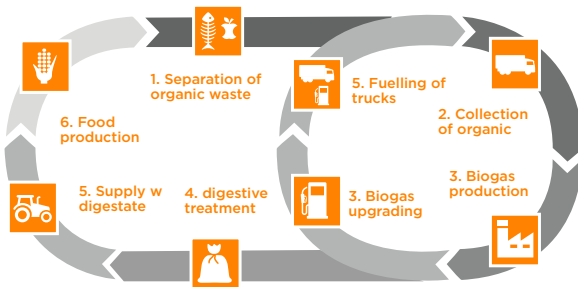 1. Separation of
organic waste
2. Collection
of organic
3. Biogas
production
3. Biogas
upgrading
5. Fuelling of
trucks
4. digestive
treatment
5. Supply w
digestate
6. Food
production